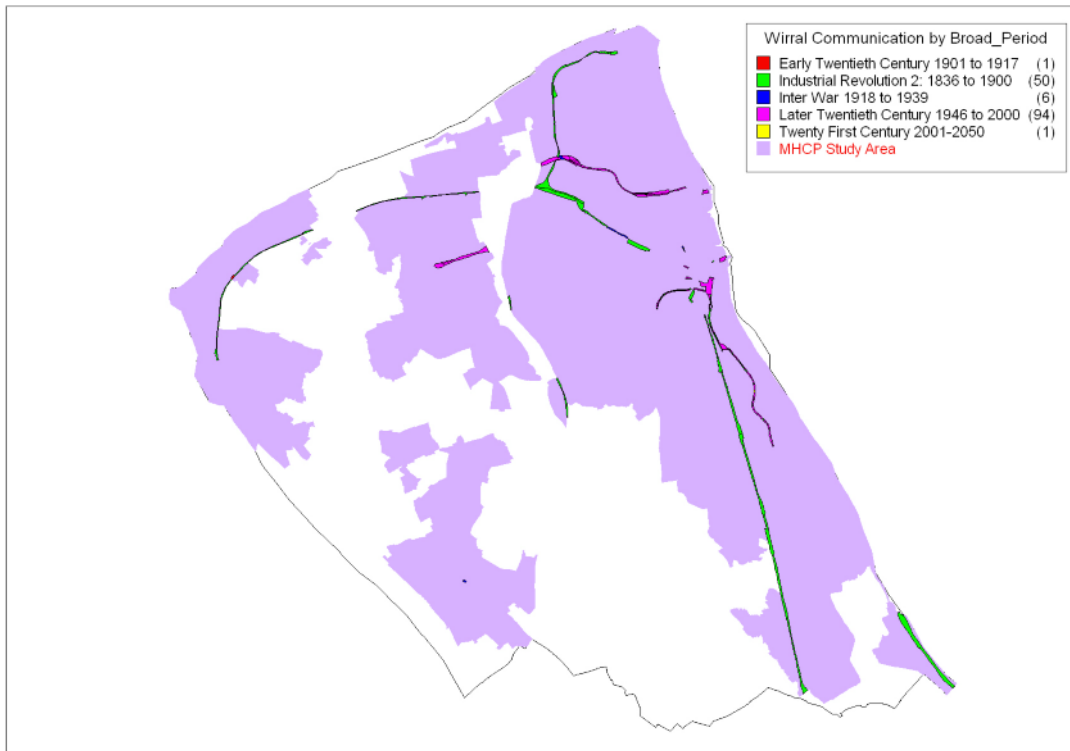 Wirral Communication by Broad_Period
Early Twentieth Century 1901 to 1917 (1)
Industrial Revolution 2: 1836 to 1900 (50)
Inter War 1918 to 1939 (6)
Later Twentieth Century 1946 to 2000 (94)
Twenty First Century 2001-2050 (1)
MHCP Study Area